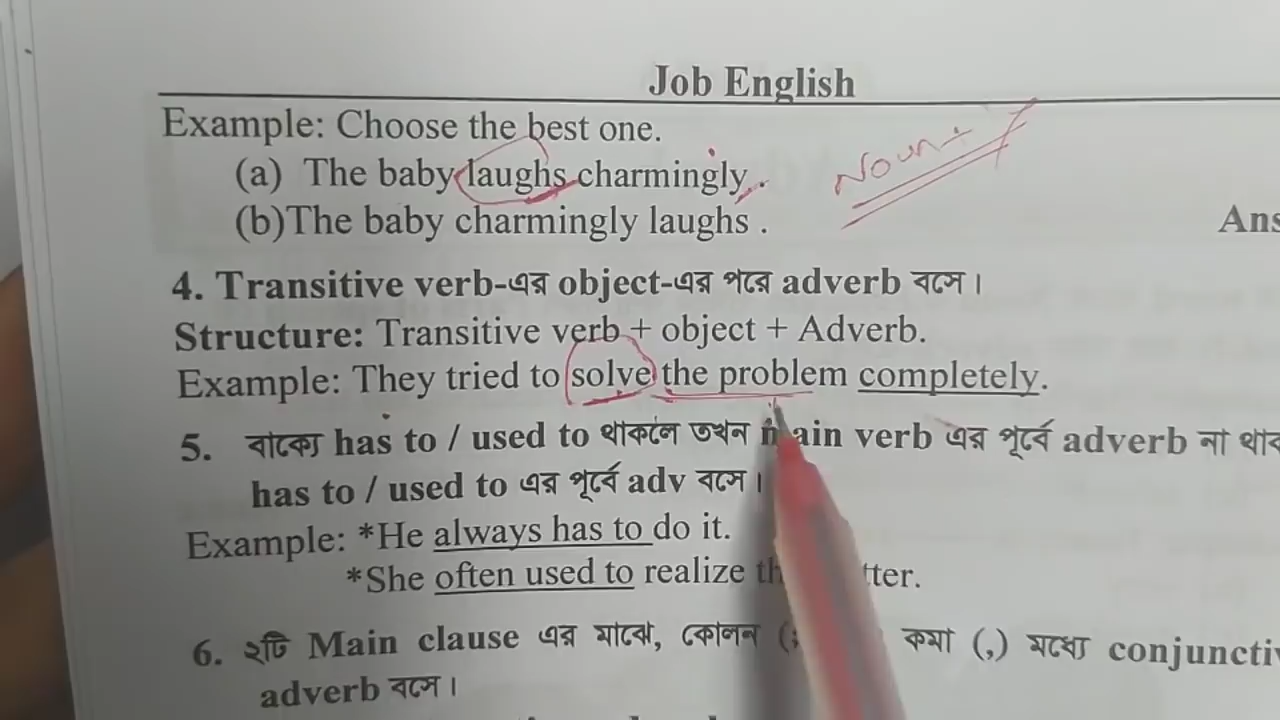 Job English
Example: Choose the best one.
(a) The baby laughs charmingly .
Noun+
(b)The baby charmingly laughs .
Ans
4. Transitive verb-এর object-এর পরে adverb বসে।
Structure: Transitive verb + object + Adverb.
Example: They tried to solve the problem completely.
5. বাক্যে has to / used to থাকলে তখন main verb এর পূর্বে adverb না
has to / used to এর পূর্বে adv বসে।
Example: *He always has to do it.
*She often used to realize
6. ২টি Main clause এর মাঝে, কোলন কমা (,) মধ্যে
adverb বসে।